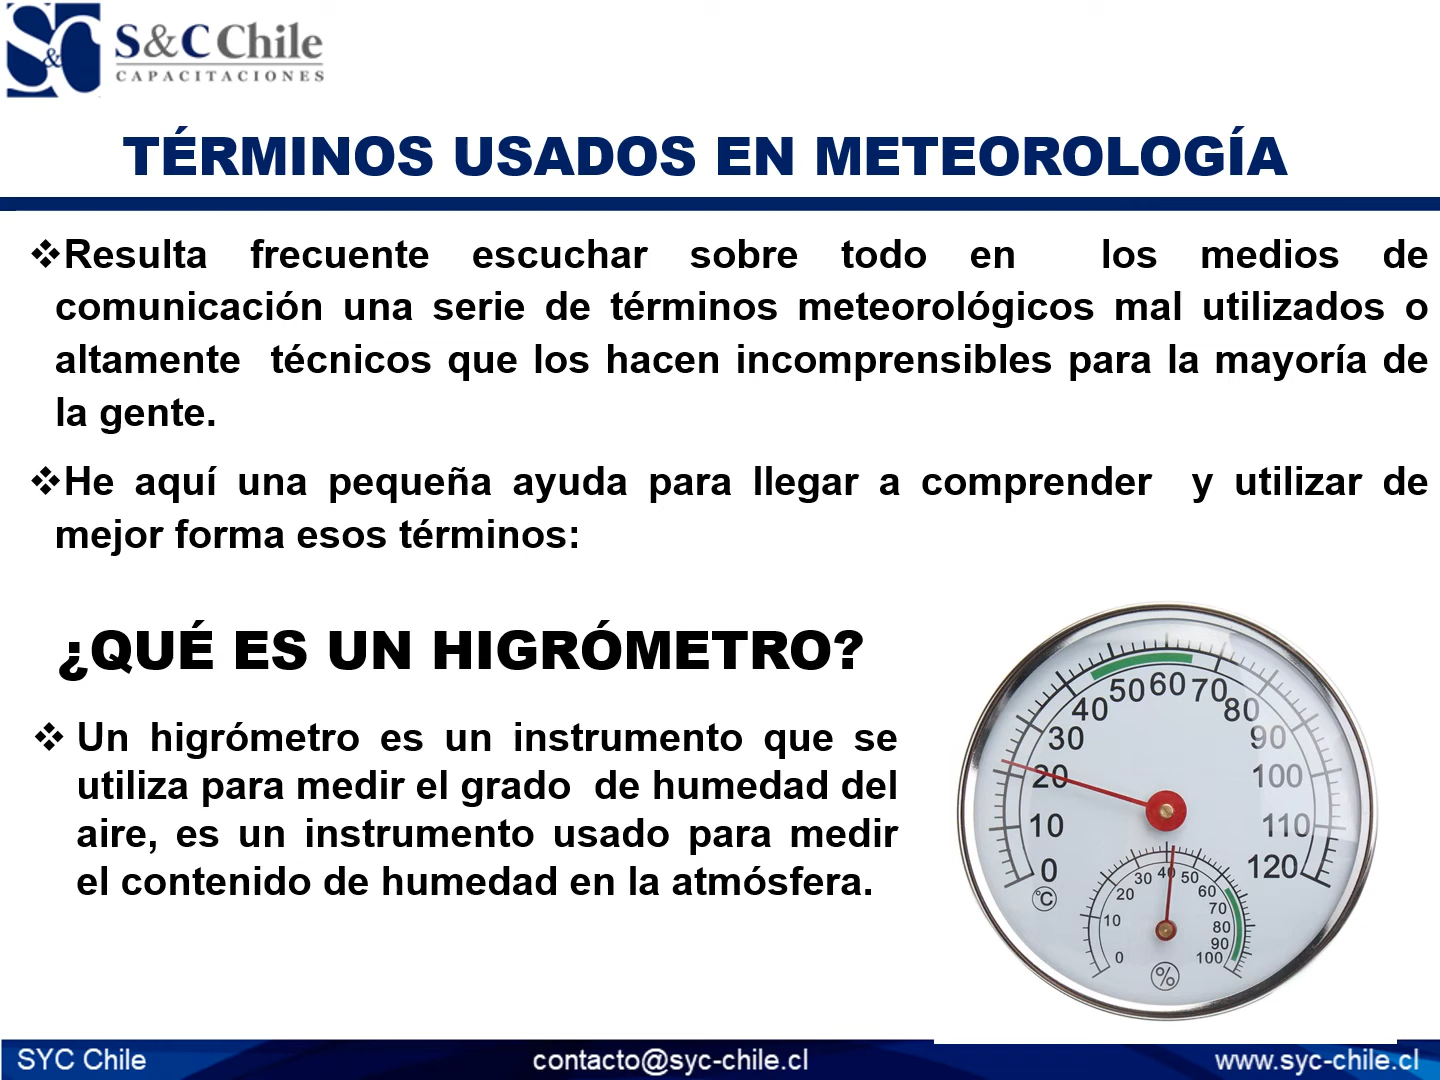 S&C Chile
CAPACITACIONES
TÉRMINOS USADOS EN METEOROLOGÍA
❖Resulta frecuente escuchar sobre todo en los medios de
comunicación una serie de términos meteorológicos mal utilizados o
altamente técnicos que los hacen incomprensibles para la mayoría de
la gente.
❖He aquí una pequeña ayuda para llegar a comprender y utilizar de
mejor forma esos términos:
¿QUÉ ES UN HIGRÓMETRO?
❖ Un higrómetro es un instrumento que se
utiliza para medir el grado de humedad del
aire, es un instrumento usado para medir
el contenido de humedad en la atmósfera.
0 10 20 30 40 50 60 70 80 90 100 110 120
°C
0 10 20 30 40 50 60 70 80 90 100
%
SYC Chile
contacto@syc-chile.cl
www.syc-chile.cl